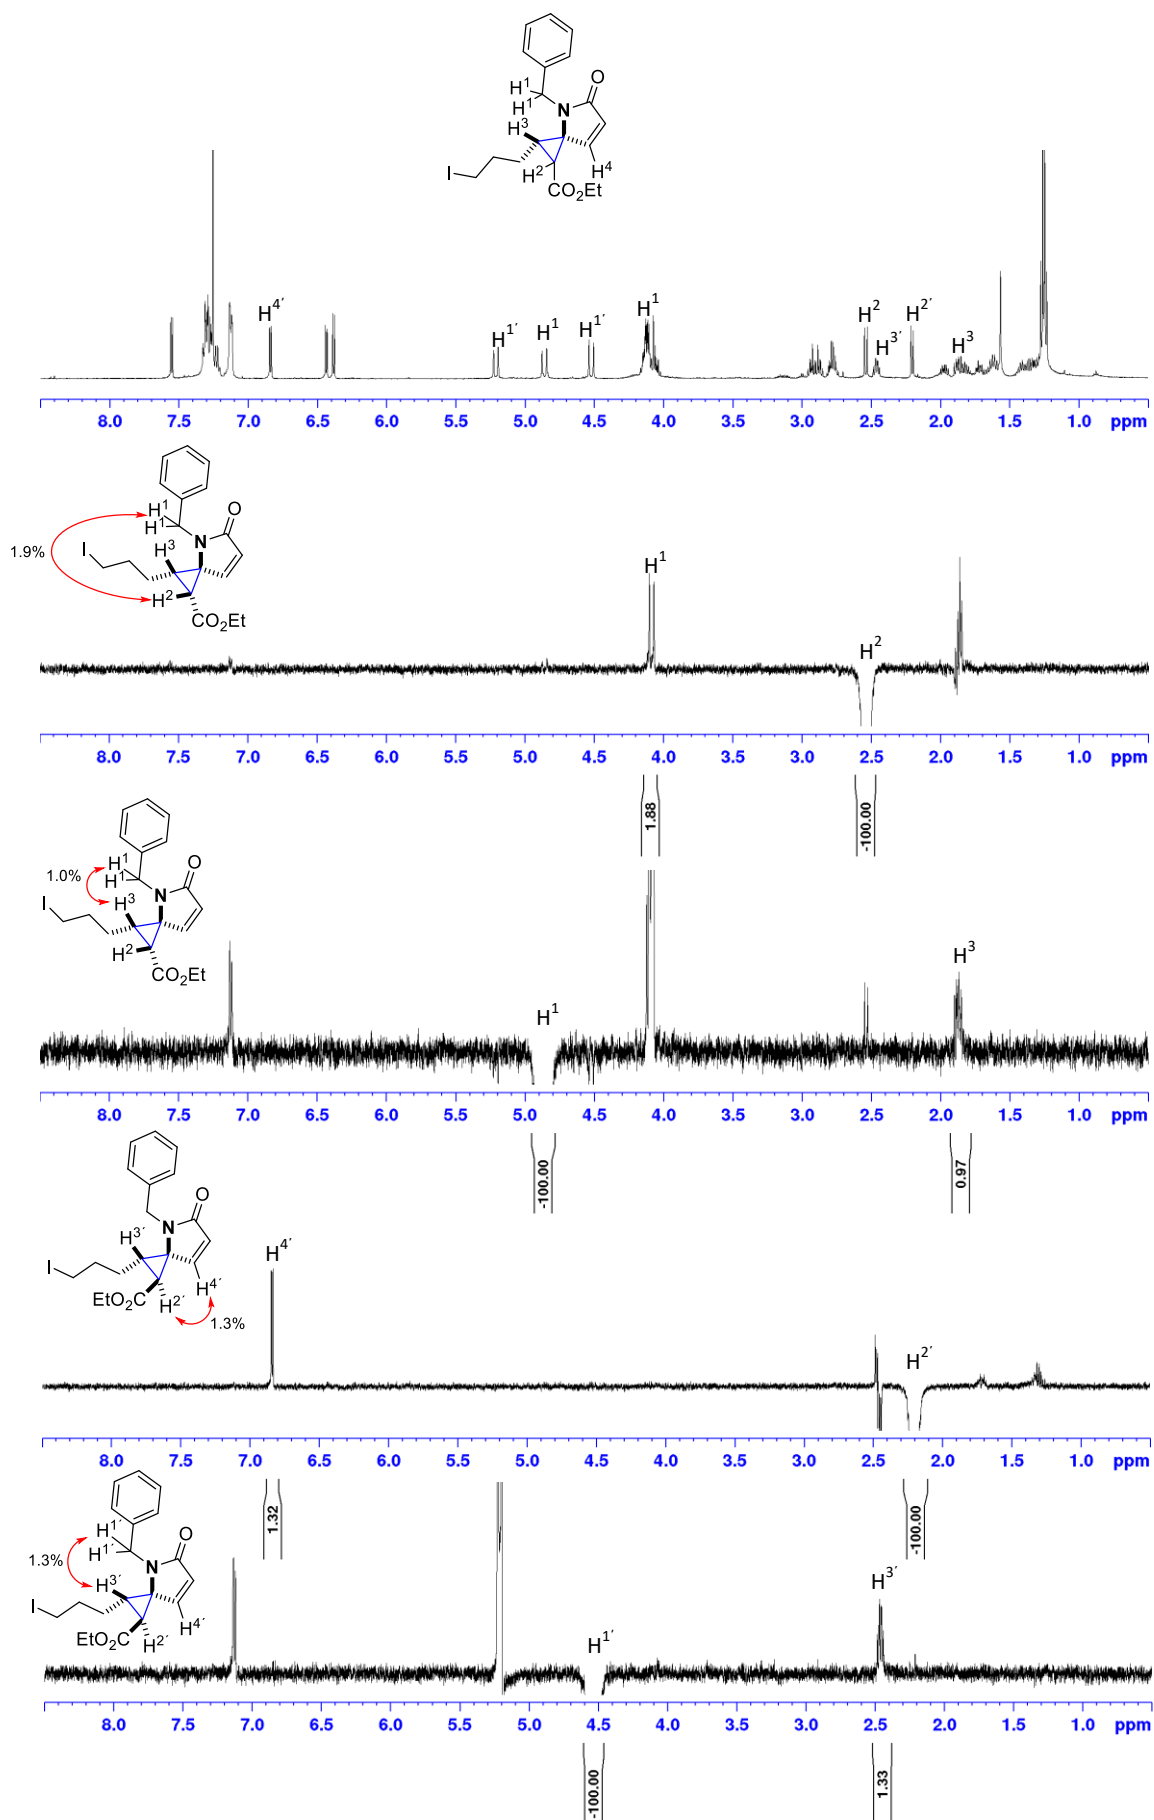 O
H¹
H¹
N
H³
I
H²
H⁴
CO₂Et
H⁴′
H¹′
H¹
H¹′
H¹
H²
H³′
H²′
H³
8.0 7.5 7.0 6.5 6.0 5.5 5.0 4.5 4.0 3.5 3.0 2.5 2.0 1.5 1.0 ppm
H¹
O
H¹
N
1.9%
I
H³
H²
CO₂Et
H¹
H²
8.0 7.5 7.0 6.5 6.0 5.5 5.0 4.5 4.0 3.5 3.0 2.5 2.0 1.5 1.0 ppm
1.88
-100.00
H¹
O
1.0%
H¹
N
I
H³
H²
CO₂Et
H¹
H³
8.0 7.5 7.0 6.5 6.0 5.5 5.0 4.5 4.0 3.5 3.0 2.5 2.0 1.5 1.0 ppm
-100.00
0.97
O
N
H³′
I
H⁴′
EtO₂C
H²′
1.3%
H⁴′
H²′
8.0 7.5 7.0 6.5 6.0 5.5 5.0 4.5 4.0 3.5 3.0 2.5 2.0 1.5 1.0 ppm
1.32
-100.00
H¹′
O
1.3%
H¹′
N
H³′
I
H⁴′
EtO₂C
H²′
H¹′
H³′
8.0 7.5 7.0 6.5 6.0 5.5 5.0 4.5 4.0 3.5 3.0 2.5 2.0 1.5 1.0 ppm
-100.00
1.33